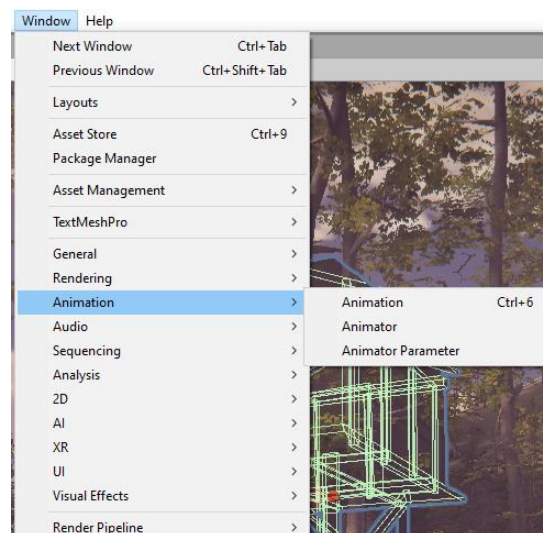 Window Help
Next Window Ctrl+Tab
Previous Window Ctrl+Shift+Tab
Layouts
Asset Store Ctrl+9
Package Manager
Asset Management
TextMeshPro
General
Rendering
Animation
Animation Ctrl+6
Audio
Animator
Sequencing
Animator Parameter
Analysis
2D
AI
XR
UI
Visual Effects
Render Pipeline